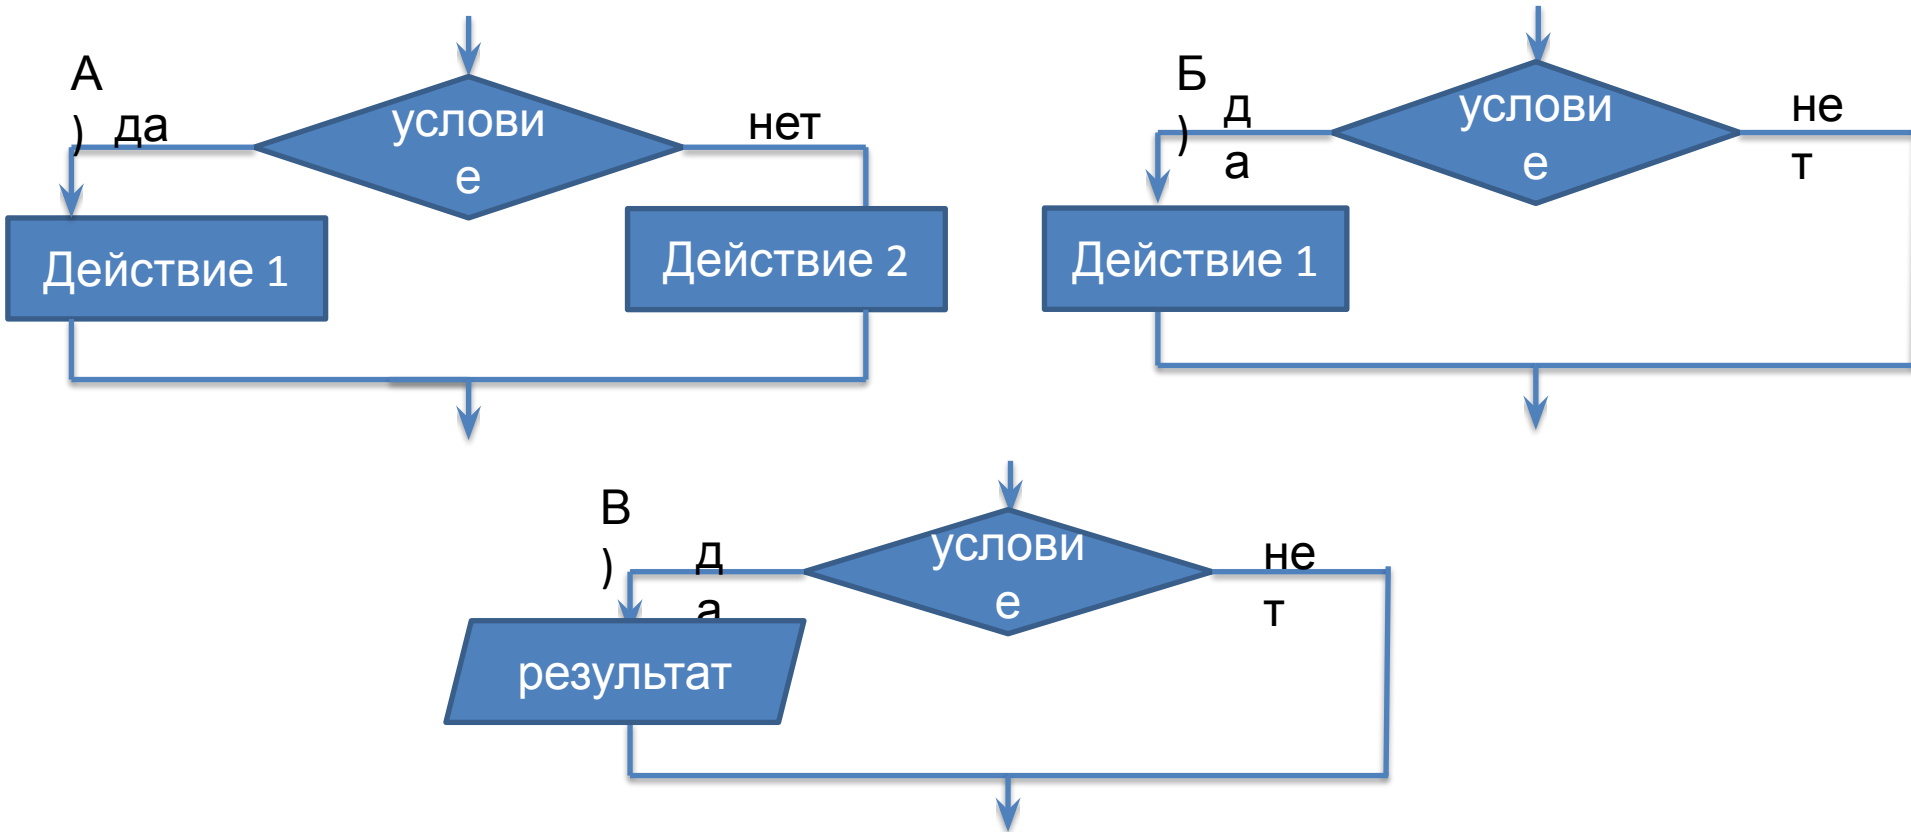 А
)
да
услови
е
нет
Действие 1
Действие 2
Б
)
д
а
услови
е
не
т
Действие 1
В
)
д
а
услови
е
не
т
результат